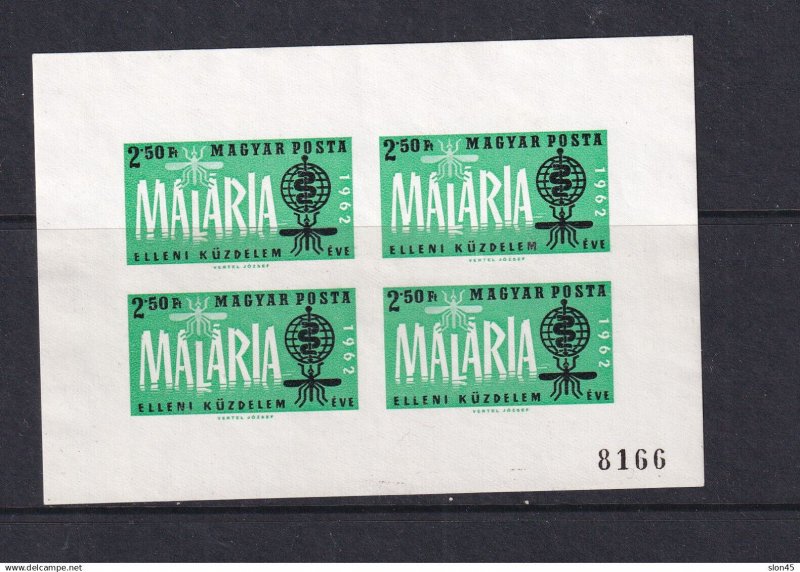 2·50 Ft MAGYAR POSTA
MALÁRIA 1962
ELLENI KÜZDELEM ÉVE
VERTEL JÓZSEF
2·50 Ft MAGYAR POSTA
MALÁRIA 1962
ELLENI KÜZDELEM ÉVE
VERTEL JÓZSEF
2·50 Ft MAGYAR POSTA
MALÁRIA 1962
ELLENI KÜZDELEM ÉVE
VERTEL JÓZSEF
2·50 Ft MAGYAR POSTA
MALÁRIA 1962
ELLENI KÜZDELEM ÉVE
VERTEL JÓZSEF
8166
delcampe.net
slon45